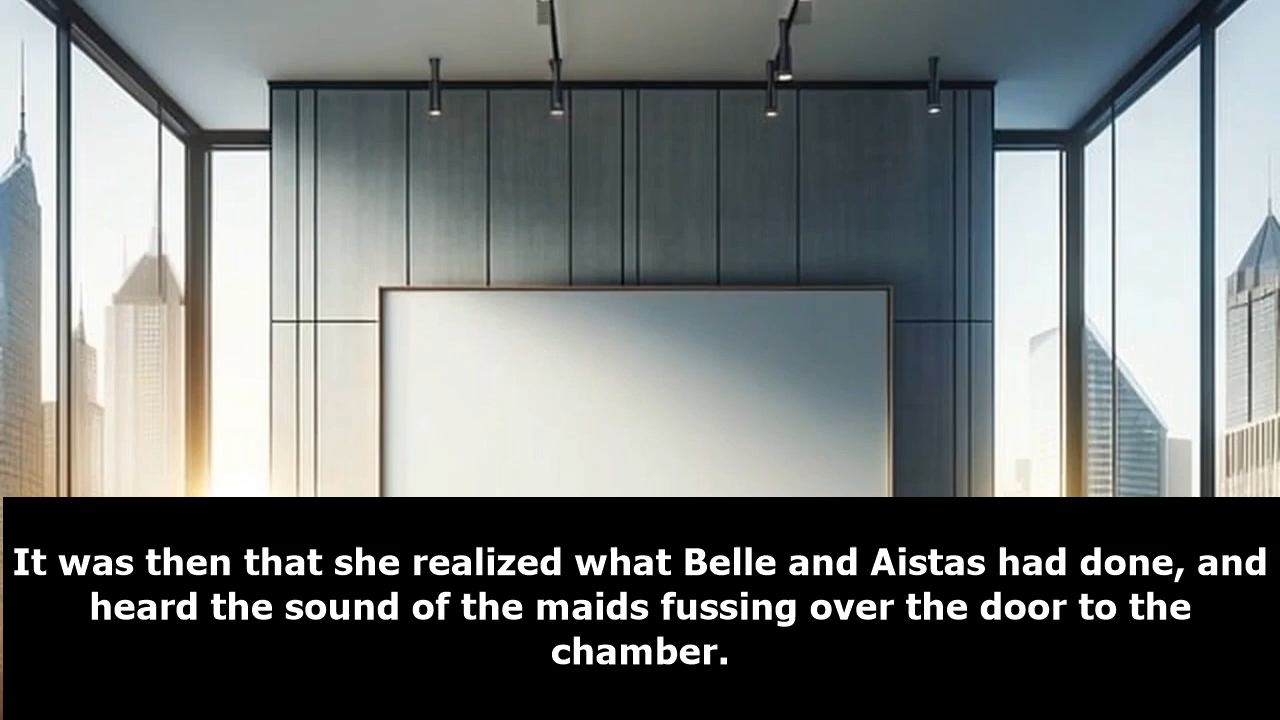 It was then that she realized what Belle and Aistas had done, and
heard the sound of the maids fussing over the door to the
chamber.